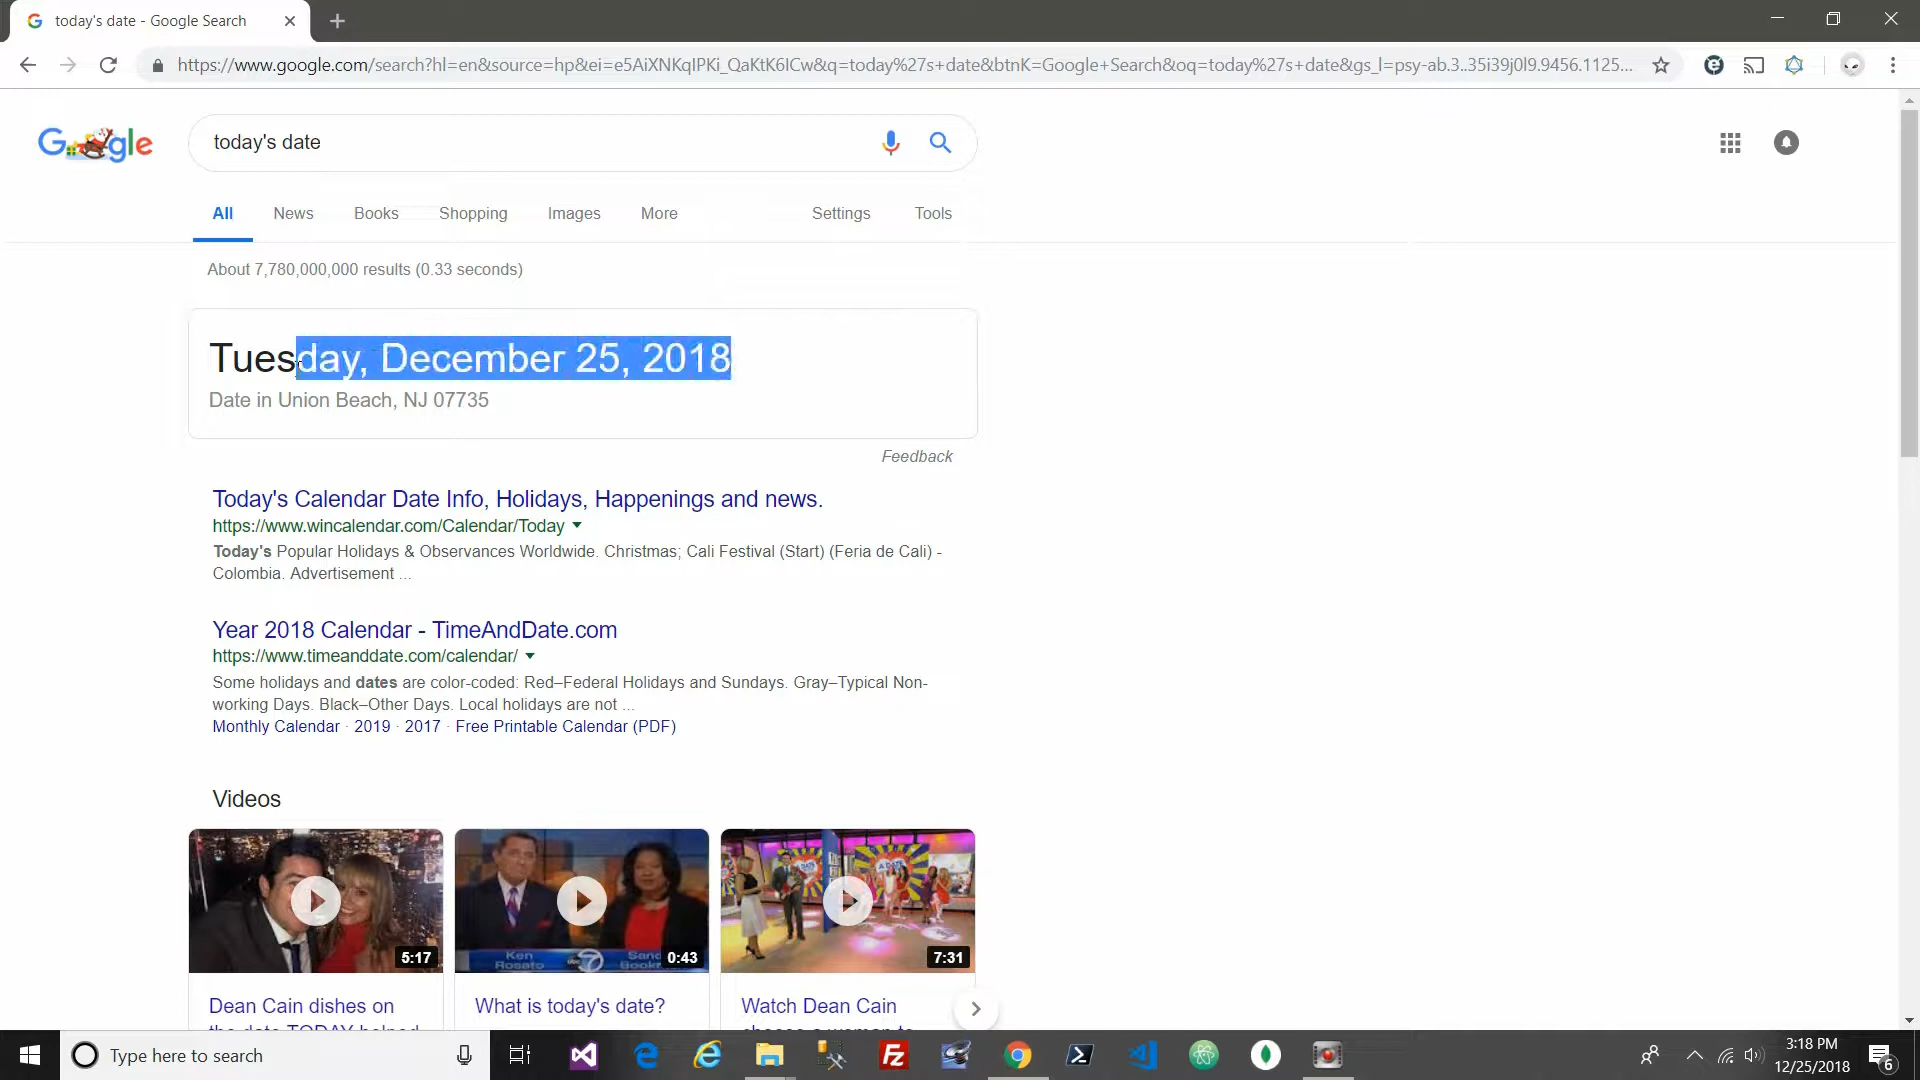 today's date - Google Search
https://www.google.com/search?hl=en&source=hp&ei=e5AiXNKqIPKi_QaKtK6ICw&q=today%27s+date&btnK=Google+Search&oq=today%27s+date&gs_l=psy-ab.3..35i39j0l9.9456.1125...
Google
today's date
All News Books Shopping Images More Settings Tools
About 7,780,000,000 results (0.33 seconds)
Tuesday, December 25, 2018
Date in Union Beach, NJ 07735
Feedback
Today's Calendar Date Info, Holidays, Happenings and news.
https://www.wincalendar.com/Calendar/Today
Today's Popular Holidays & Observances Worldwide. Christmas; Cali Festival (Start) (Feria de Cali) -
Colombia. Advertisement ...
Year 2018 Calendar - TimeAndDate.com
https://www.timeanddate.com/calendar/
Some holidays and dates are color-coded: Red–Federal Holidays and Sundays. Gray–Typical Non-
working Days. Black–Other Days. Local holidays are not ...
Monthly Calendar · 2019 · 2017 · Free Printable Calendar (PDF)
Videos
Ken
Rosato
abc 7
5:17
0:43
7:31
Dean Cain dishes on
the date TODAY helped
What is today's date?
Watch Dean Cain
choose a woman to
Type here to search
3:18 PM
12/25/2018
6